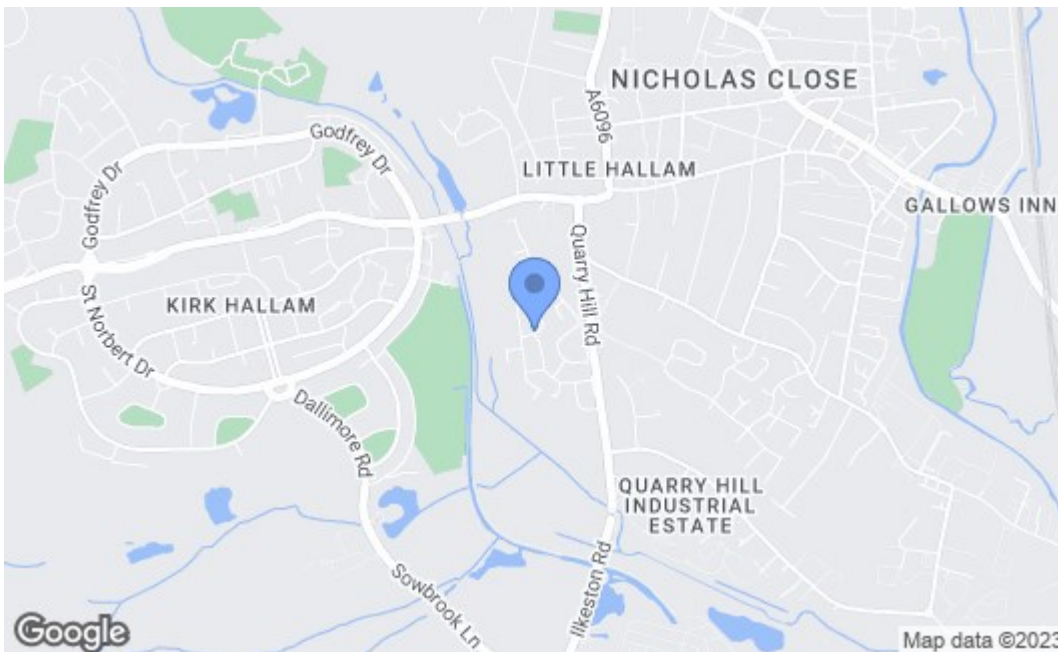 NICHOLAS CLOSE
A6096
Godfrey Dr
LITTLE HALLAM
GALLOWS INN
Godfrey Dr
Quarry Hill Rd
KIRK HALLAM
St Norbert Dr
Dallimore Rd
QUARRY HILL
INDUSTRIAL
ESTATE
Sowbrook Ln
Ilkeston Rd
Google
Map data ©2023